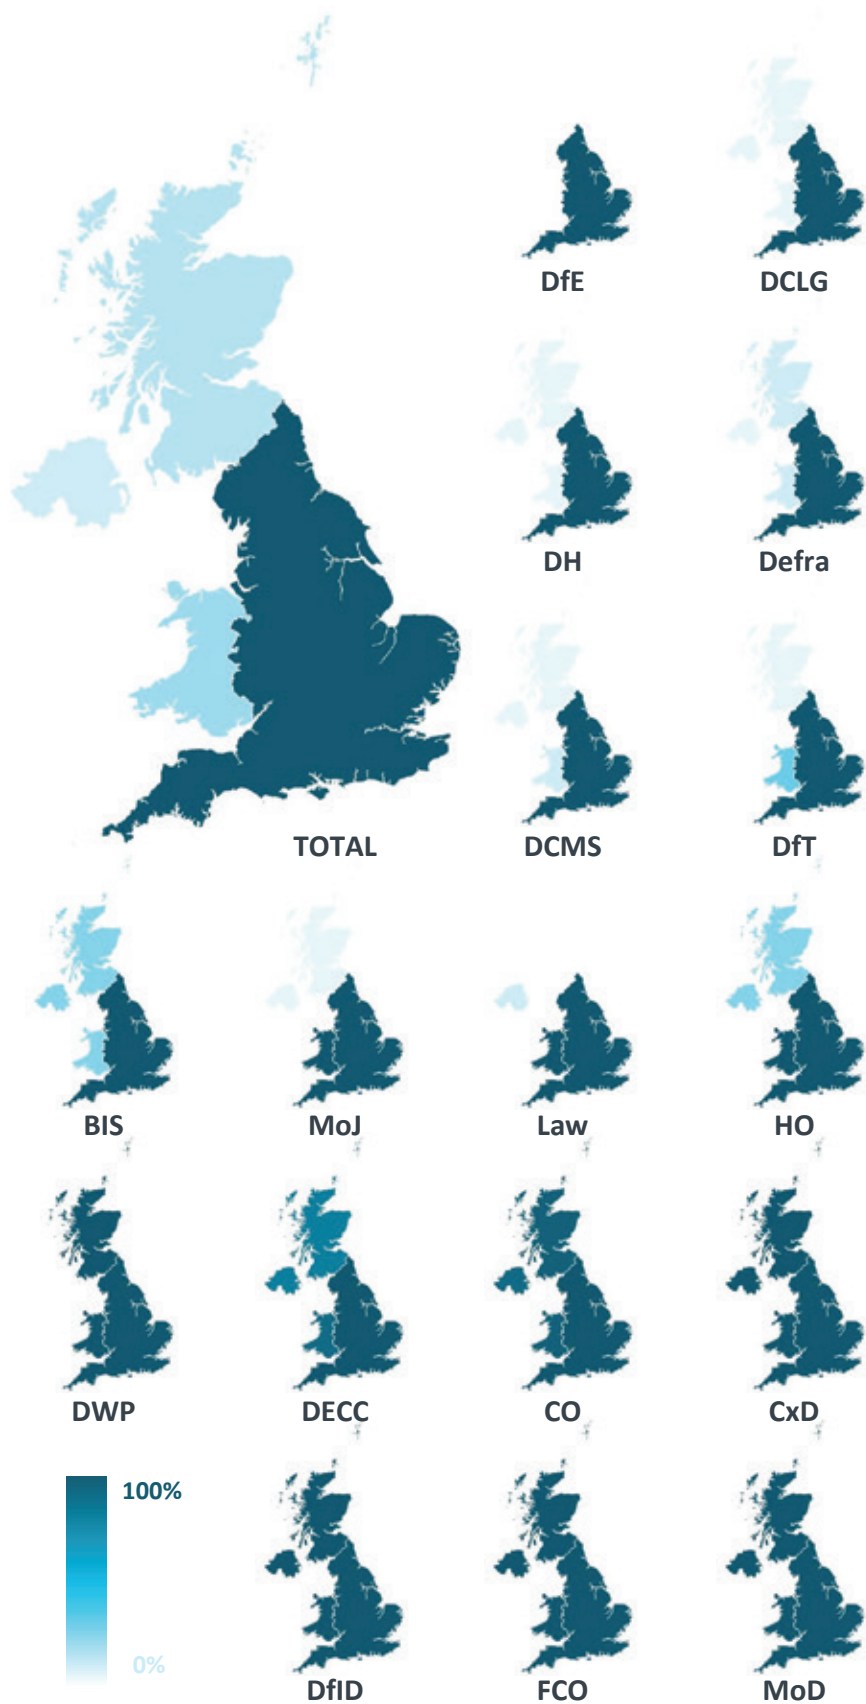 DfE
DCLG
DH
Defra
TOTAL
DCMS
DfT
BIS
MoJ
Law
HO
DWP
DECC
CO
CxD
100%
0%
DfID
FCO
MoD